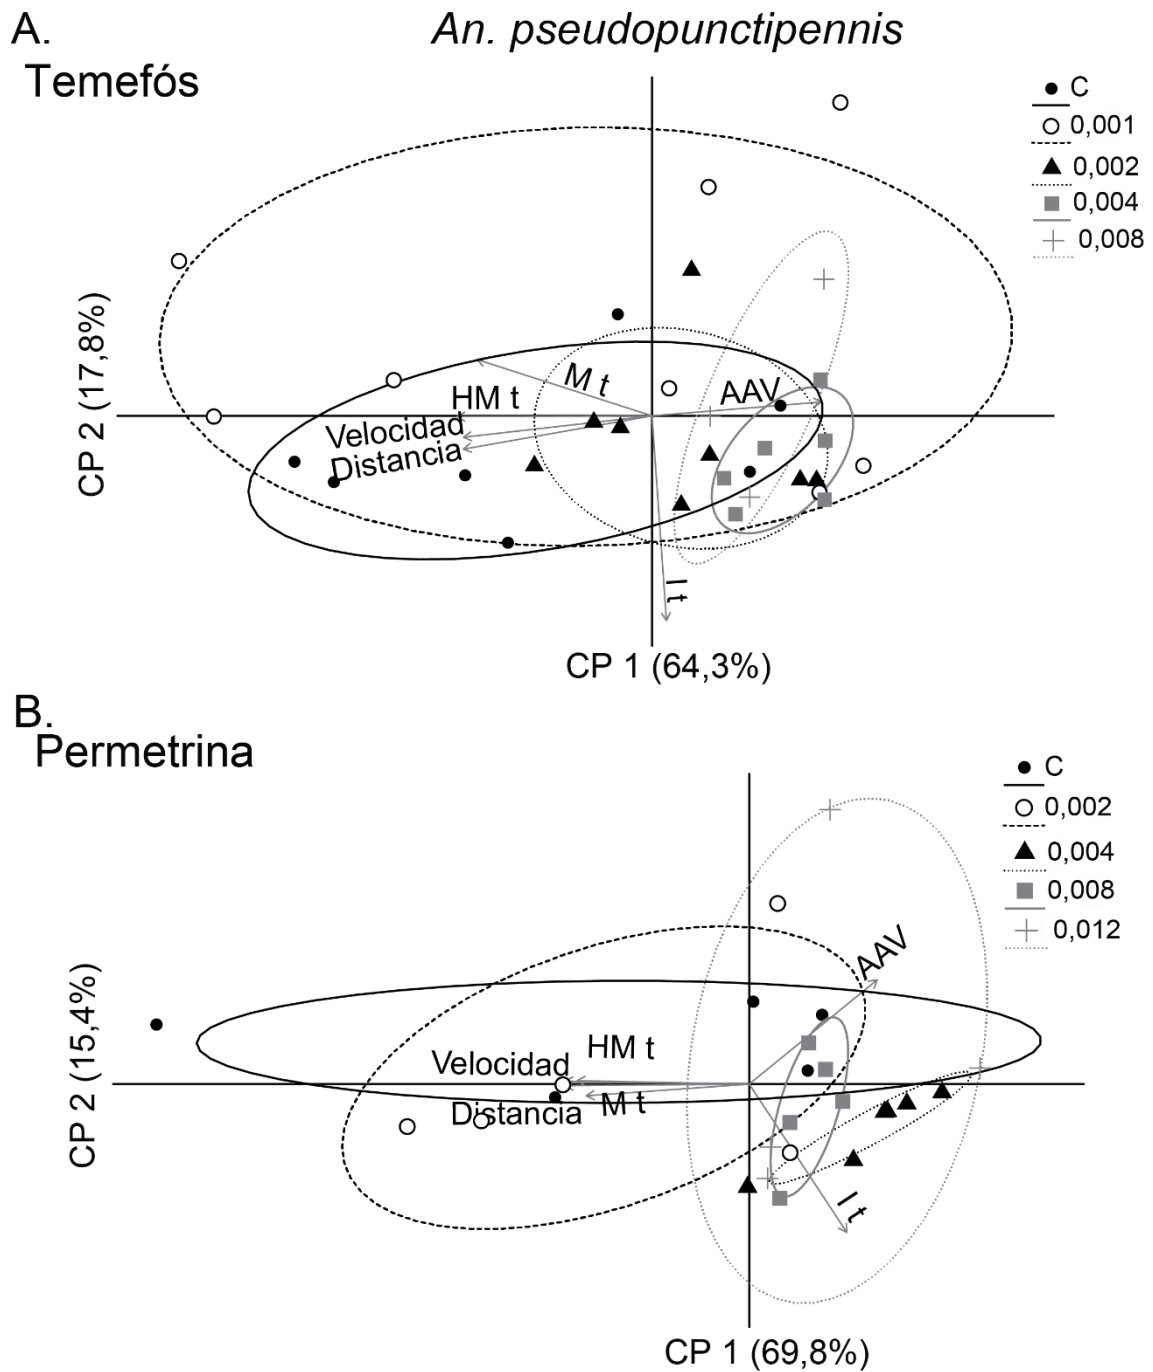 A.
An. pseudopunctipennis
Temefós
C
0,001
0,002
0,004
0,008
M t
HM t
AAV
Velocidad
Distancia
I t
CP 2 (17,8%)
CP 1 (64,3%)
B.
Permetrina
C
0,002
0,004
0,008
0,012
AAV
HM t
Velocidad
Distancia
M t
I t
CP 2 (15,4%)
CP 1 (69,8%)